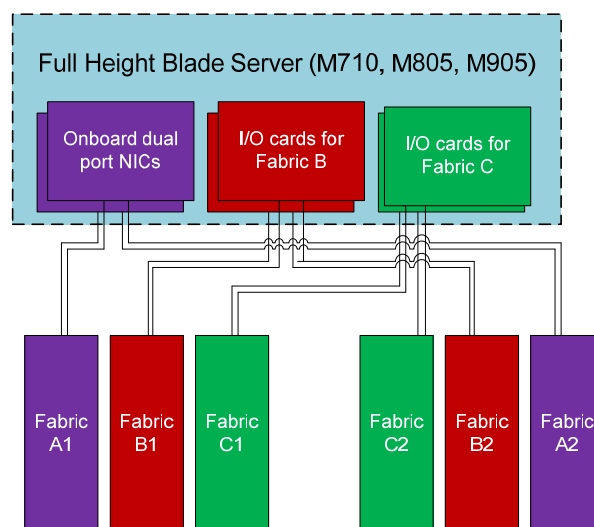 Full Height Blade Server (M710, M805, M905)
Onboard dual
port NICs
I/O cards for
Fabric B
I/O cards for
Fabric C
Fabric
A1
Fabric
B1
Fabric
C1
Fabric
C2
Fabric
B2
Fabric
A2